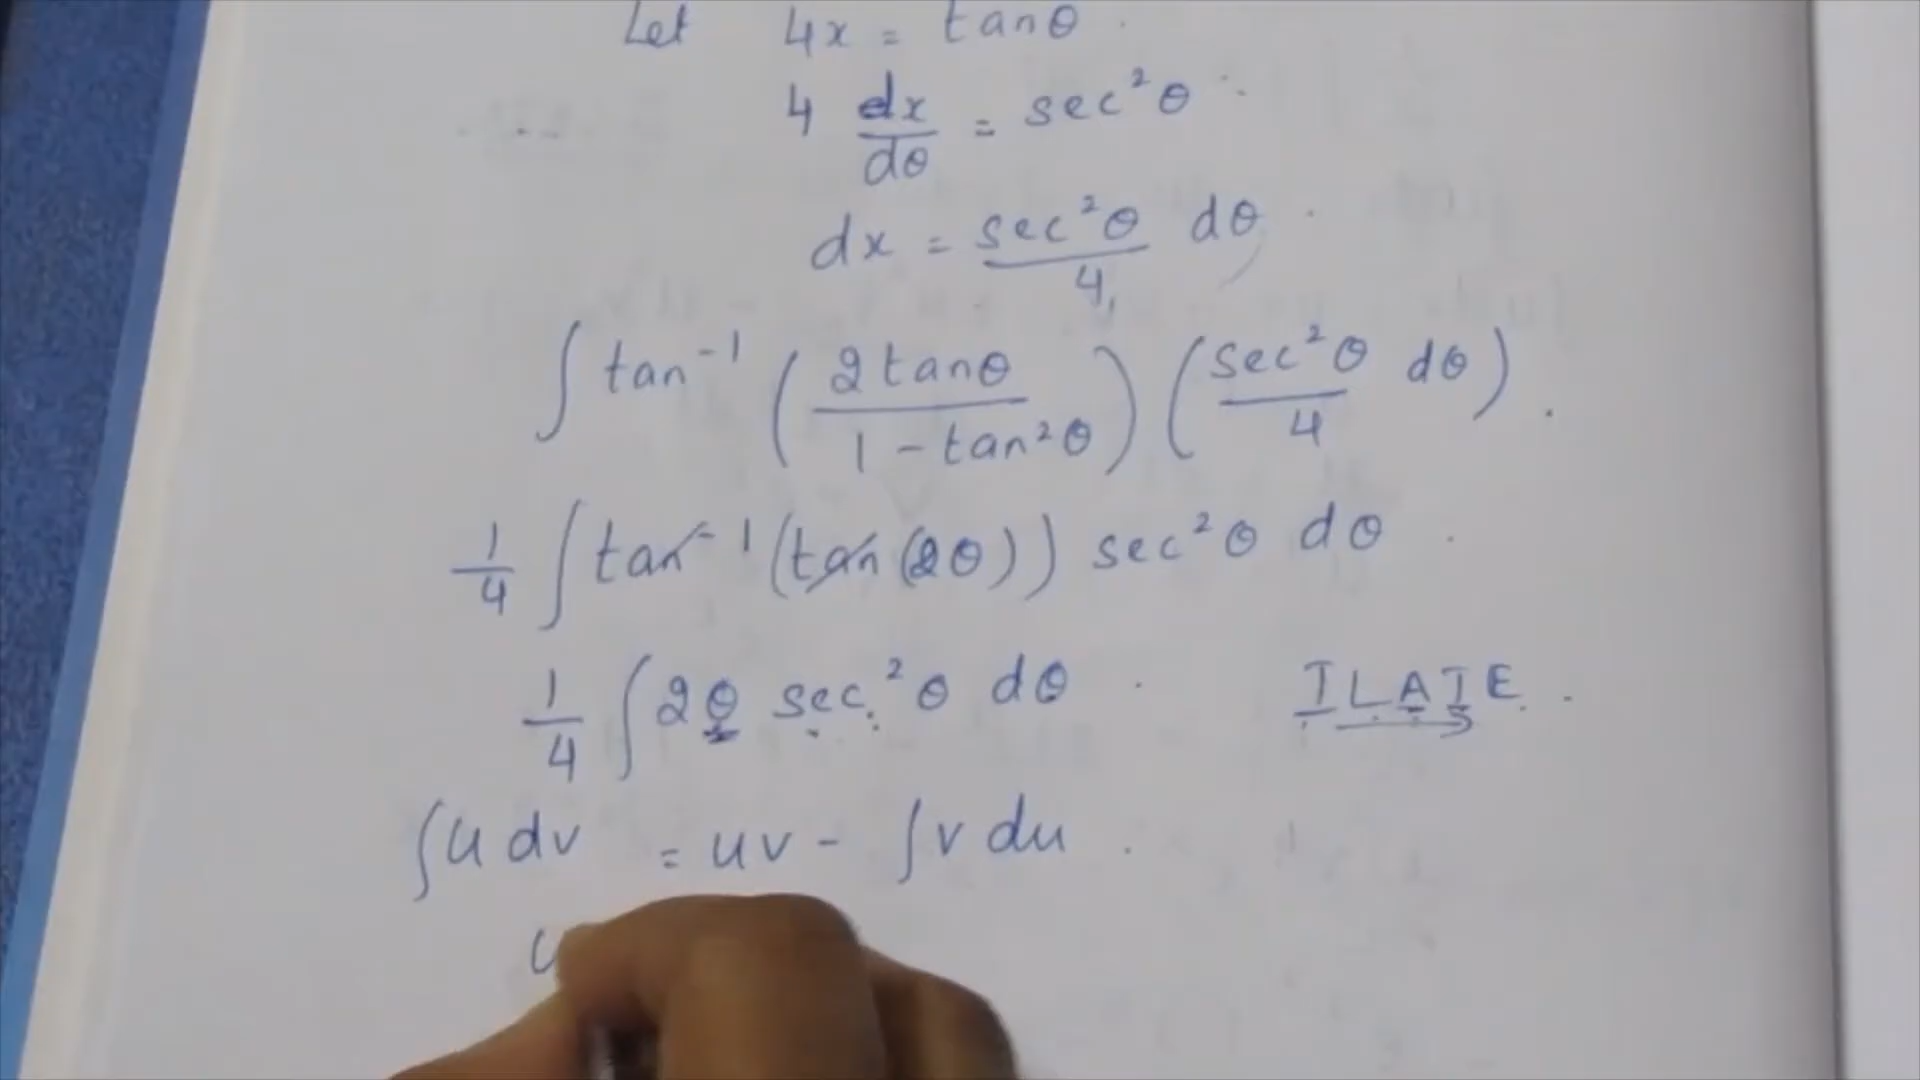 Let 4x = tanθ.
4 dx/dθ = sec²θ.
dx = sec²θ/4 dθ.
∫ tan⁻¹ (2tanθ / 1 - tan²θ) (sec²θ/4 dθ).
1/4 ∫ tan⁻¹ (tan (2θ)) sec²θ dθ.
1/4 ∫ 2θ sec²θ dθ. ILATE.
∫u dv = uv - ∫v du.
u